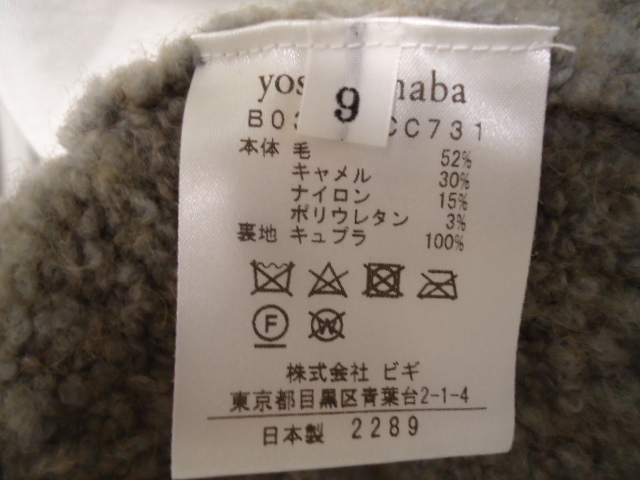 9
B0 CC731
本体 毛 52%
キャメル 30%
ナイロン 15%
ポリウレタン 3%
裏地 キュプラ 100%
F
W
株式会社 ビギ
東京都目黒区青葉台2-1-4
日本製 2289